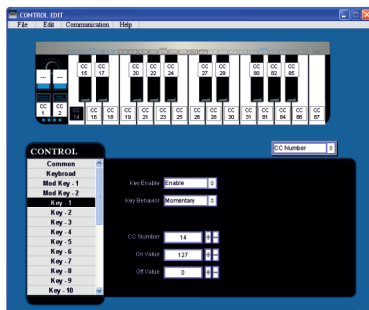 CONTROL EDIT
File Edit Communication Help
CC 15 CC 17 CC 20 CC 22 CC 24 CC 27 CC 29 CC 80 CC 82 CC 85
CC 1 CC 2 CC 14 CC 16 CC 18 CC 19 CC 21 CC 23 CC 25 CC 26 CC 28 CC 30 CC 31 CC 81 CC CC 86 CC 87
CC Number
CONTROL
Common
Keybroad
Mod Key - 1
Mod Key - 2
Key - 1
Key - 2
Key - 3
Key - 4
Key - 5
Key - 6
Key - 7
Key - 8
Key - 9
Key - 10
Key Enable Enable
Key Behavior Momentary
CC Number 14
On Value 127
Off Value 0